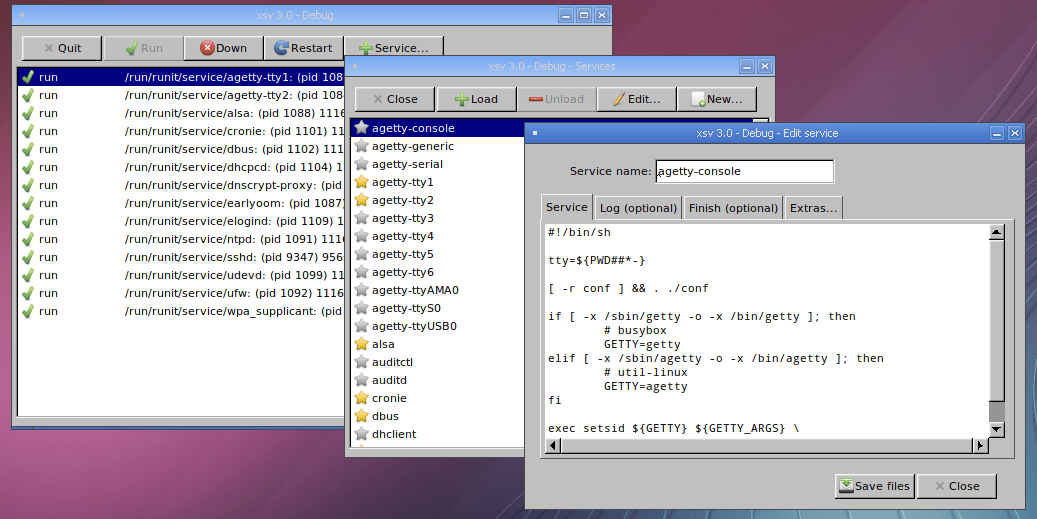 xsv 3.0 - Debug
Quit Run Down Restart Service...
run /run/runit/service/agetty-tty1: (pid 108
run /run/runit/service/agetty-tty2: (pid 108
run /run/runit/service/alsa: (pid 1088) 1116
run /run/runit/service/cronie: (pid 1101) 11
run /run/runit/service/dbus: (pid 1102) 111
run /run/runit/service/dhcpcd: (pid 1104) 1
run /run/runit/service/dnscrypt-proxy: (pid
run /run/runit/service/earlyoom: (pid 1087)
run /run/runit/service/elogind: (pid 1109) 1
run /run/runit/service/ntpd: (pid 1091) 1116
run /run/runit/service/sshd: (pid 9347) 956
run /run/runit/service/udevd: (pid 1099) 11
run /run/runit/service/ufw: (pid 1092) 1116
run /run/runit/service/wpa_supplicant: (pid
xsv 3.0 - Debug - Services
Close Load Unload Edit... New...
agetty-console
agetty-generic
agetty-serial
agetty-tty1
agetty-tty2
agetty-tty3
agetty-tty4
agetty-tty5
agetty-tty6
agetty-ttyAMA0
agetty-ttyS0
agetty-ttyUSB0
alsa
auditctl
auditd
cronie
dbus
dhclient
xsv 3.0 - Debug - Edit service
Service name: agetty-console
Service Log (optional) Finish (optional) Extras...
#!/bin/sh
tty=${PWD##*-}
[ -r conf ] && . ./conf
if [ -x /sbin/getty -o -x /bin/getty ]; then
# busybox
GETTY=getty
elif [ -x /sbin/agetty -o -x /bin/agetty ]; then
# util-linux
GETTY=agetty
fi
exec setsid ${GETTY} ${GETTY_ARGS} \
Save files Close